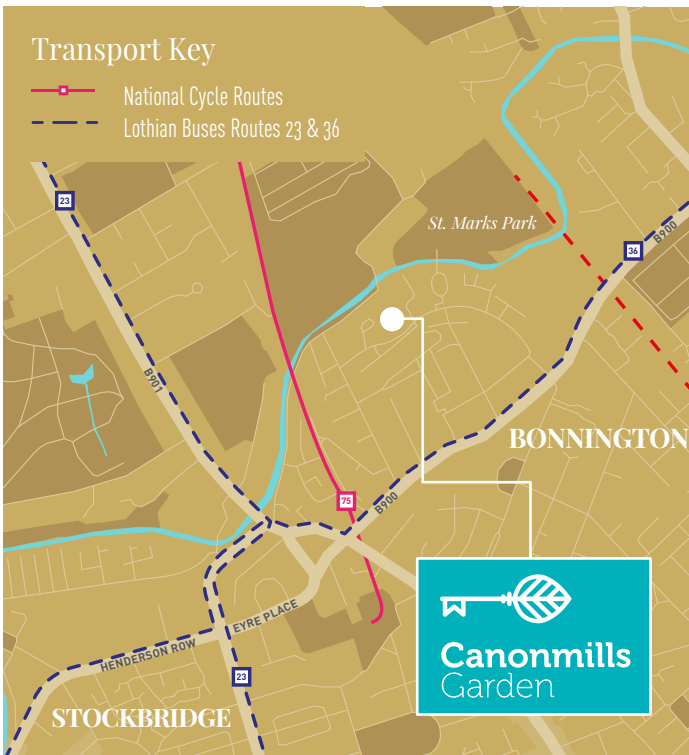 Transport Key
National Cycle Routes
Lothian Buses Routes 23 & 36
23
St. Marks Park
B900
36
B901
BONNINGTON
75
B900
EYRE PLACE
HENDERSON ROW
23
Canonmills
Garden
STOCKBRIDGE